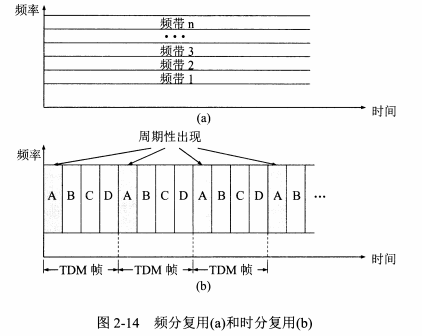 频率
频带 n
•••
频带 3
频带 2
频带 1
时间
(a)
周期性出现
频率
A B C D A B C D A B C D A B ···
时间
TDM 帧 TDM 帧 TDM 帧
(b)
图 2-14 频分复用(a)和时分复用(b)